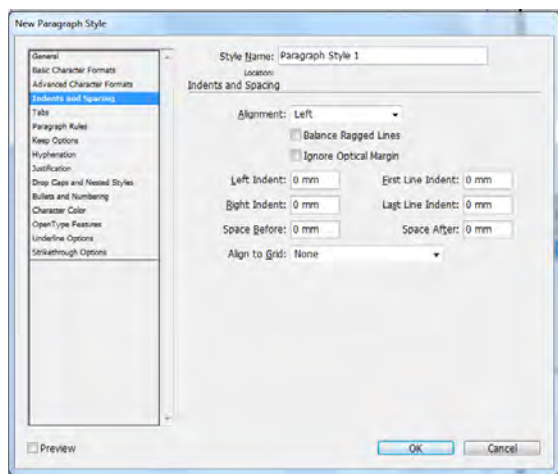 New Paragraph Style
General
Basic Character Formats
Advanced Character Formats
Indents and Spacing
Tabs
Paragraph Rules
Keep Options
Hyphenation
Justification
Drop Caps and Nested Styles
Bullets and Numbering
Character Color
OpenType Features
Underline Options
Strikethrough Options
Style Name: Paragraph Style 1
Location:
Indents and Spacing
Alignment: Left
Balance Ragged Lines
Ignore Optical Margin
Left Indent: 0 mm First Line Indent: 0 mm
Right Indent: 0 mm Last Line Indent: 0 mm
Space Before: 0 mm Space After: 0 mm
Align to Grid: None
Preview OK Cancel